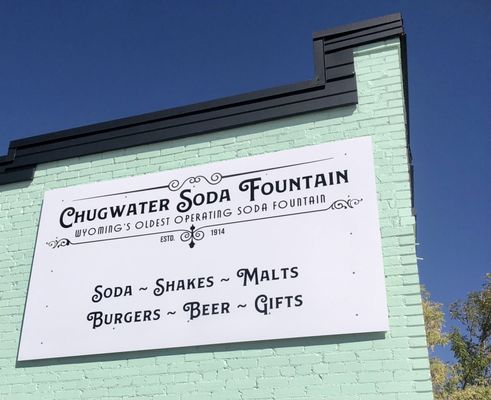 Chugwater Soda Fountain
Wyoming's Oldest Operating Soda Fountain
Estd. 1914
Soda ~ Shakes ~ Malts
Burgers ~ Beer ~ Gifts